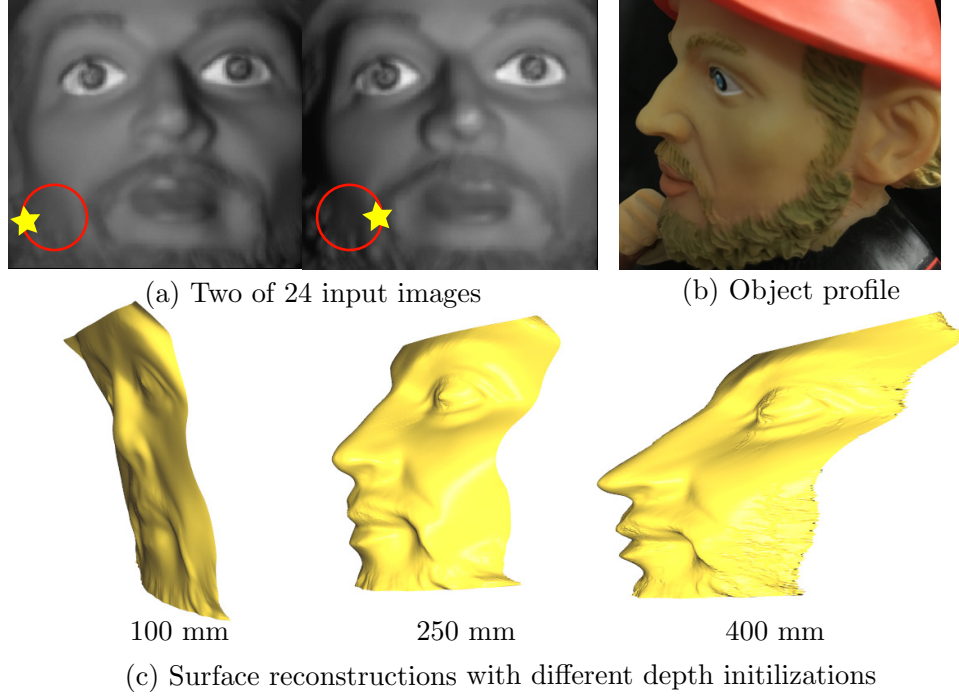 (a) Two of 24 input images
(b) Object profile
100 mm
250 mm
400 mm
(c) Surface reconstructions with different depth initilizations